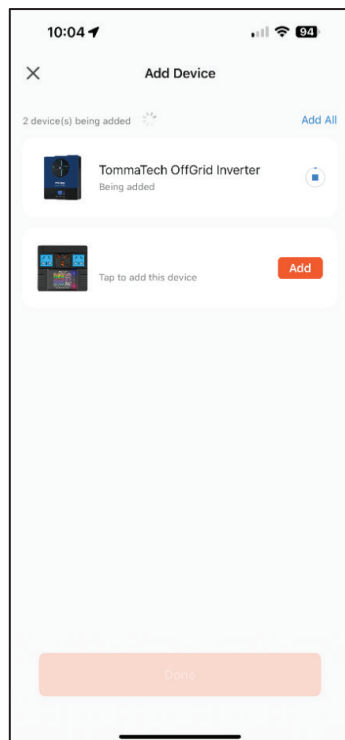 10:04
94
Add Device
2 device(s) being added
Add All
TommaTech OffGrid Inverter
Being added
Tap to add this device
Add
Done